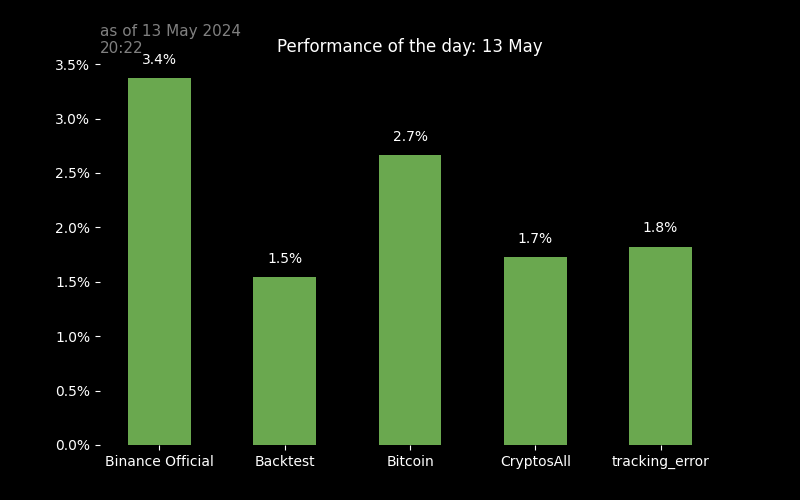 as of 13 May 2024
20:22
Performance of the day: 13 May
3.5%
3.0%
2.5%
2.0%
1.5%
1.0%
0.5%
0.0%
3.4%
1.5%
2.7%
1.7%
1.8%
Binance Official
Backtest
Bitcoin
CryptosAll
tracking_error